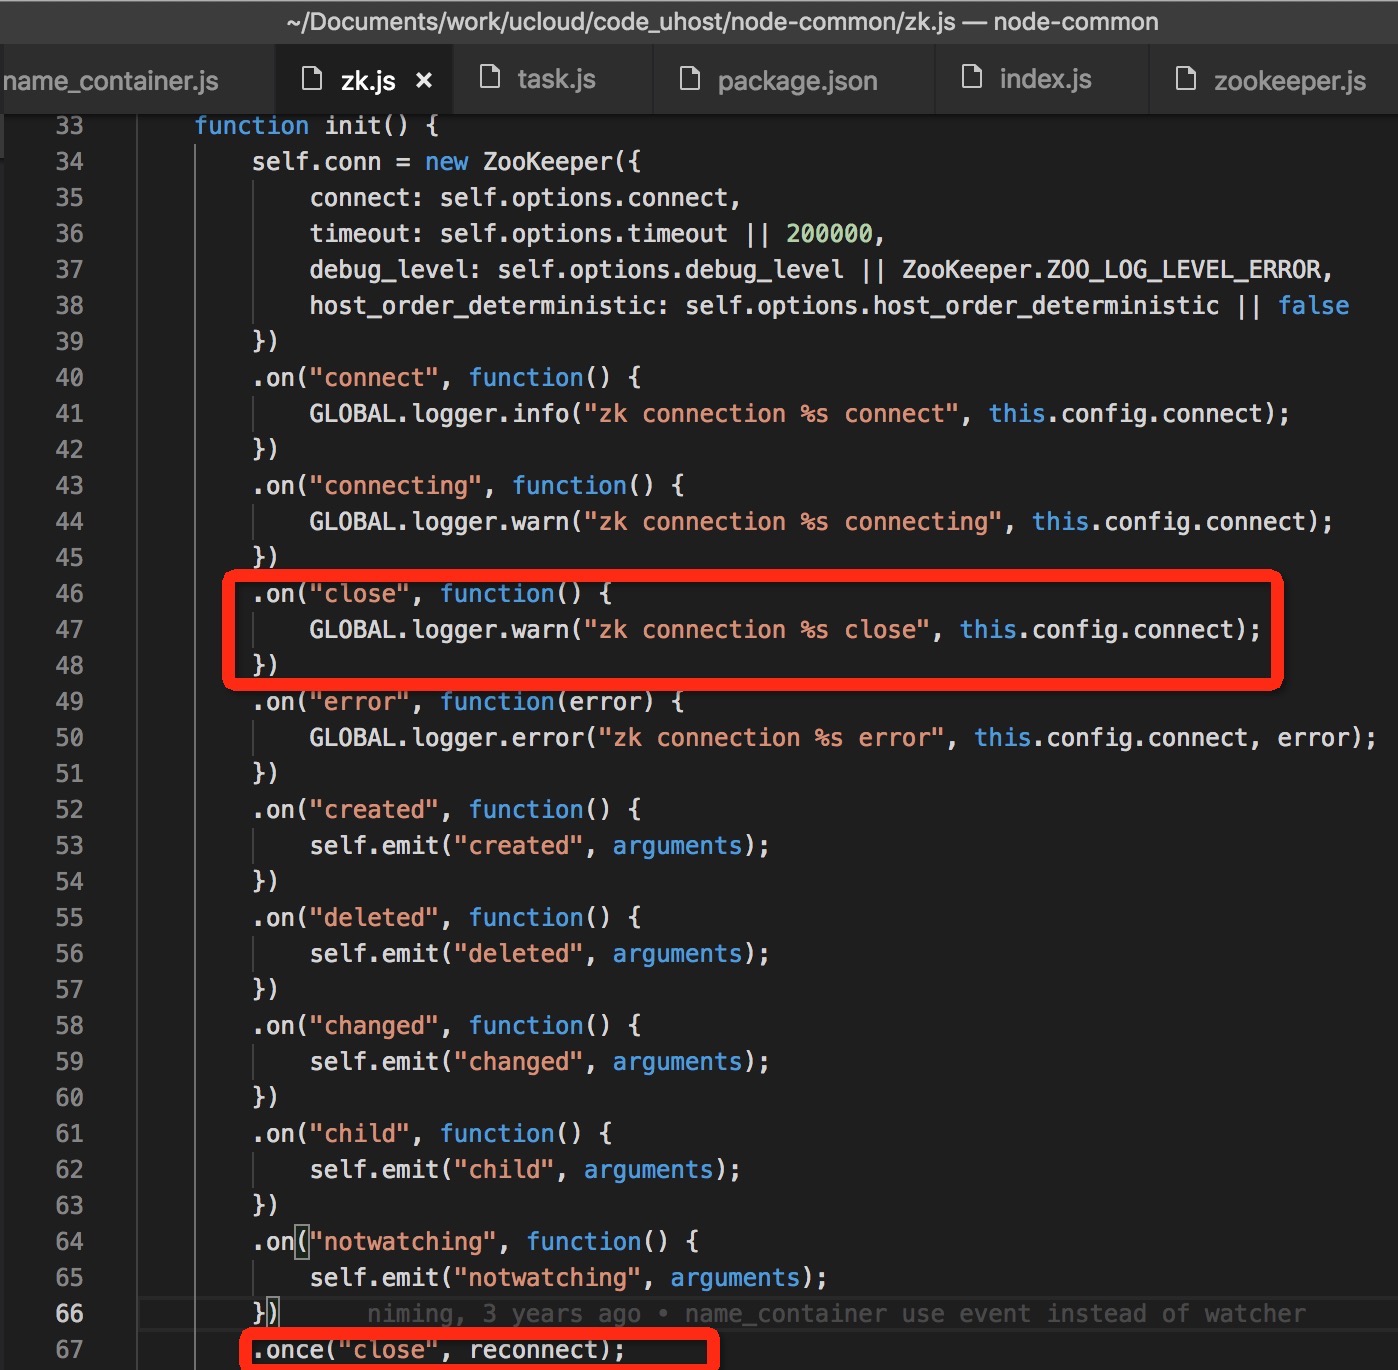 ~/Documents/work/ucloud/code_uhost/node-common/zk.js — node-common
name_container.js zk.js × task.js package.json index.js zookeeper.js
33 function init() {
34 self.conn = new ZooKeeper({
35 connect: self.options.connect,
36 timeout: self.options.timeout || 200000,
37 debug_level: self.options.debug_level || ZooKeeper.ZOO_LOG_LEVEL_ERROR,
38 host_order_deterministic: self.options.host_order_deterministic || false
39 })
40 .on("connect", function() {
41 GLOBAL.logger.info("zk connection %s connect", this.config.connect);
42 })
43 .on("connecting", function() {
44 GLOBAL.logger.warn("zk connection %s connecting", this.config.connect);
45 })
46 .on("close", function() {
47 GLOBAL.logger.warn("zk connection %s close", this.config.connect);
48 })
49 .on("error", function(error) {
50 GLOBAL.logger.error("zk connection %s error", this.config.connect, error);
51 })
52 .on("created", function() {
53 self.emit("created", arguments);
54 })
55 .on("deleted", function() {
56 self.emit("deleted", arguments);
57 })
58 .on("changed", function() {
59 self.emit("changed", arguments);
60 })
61 .on("child", function() {
62 self.emit("child", arguments);
63 })
64 .on("notwatching", function() {
65 self.emit("notwatching", arguments);
66 }) niming, 3 years ago • name_container use event instead of watcher
67 .once("close", reconnect);